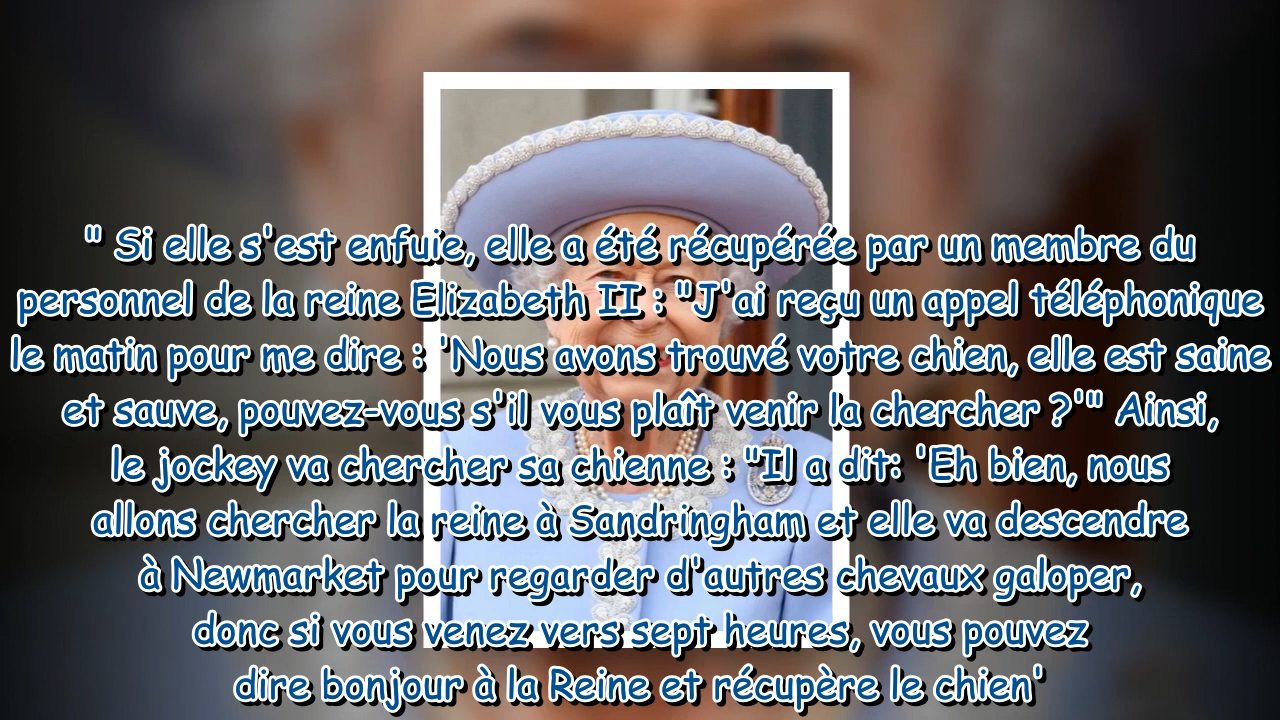 " Si elle s'est enfuie, elle a été récupérée par un membre du
personnel de la reine Elizabeth II : "J'ai reçu un appel téléphonique
le matin pour me dire : 'Nous avons trouvé votre chien, elle est saine
et sauve, pouvez-vous s'il vous plaît venir la chercher ?'" Ainsi,
le jockey va chercher sa chienne : "Il a dit: 'Eh bien, nous
allons chercher la reine à Sandringham et elle va descendre
à Newmarket pour regarder d'autres chevaux galoper,
donc si vous venez vers sept heures, vous pouvez
dire bonjour à la Reine et récupère le chien'